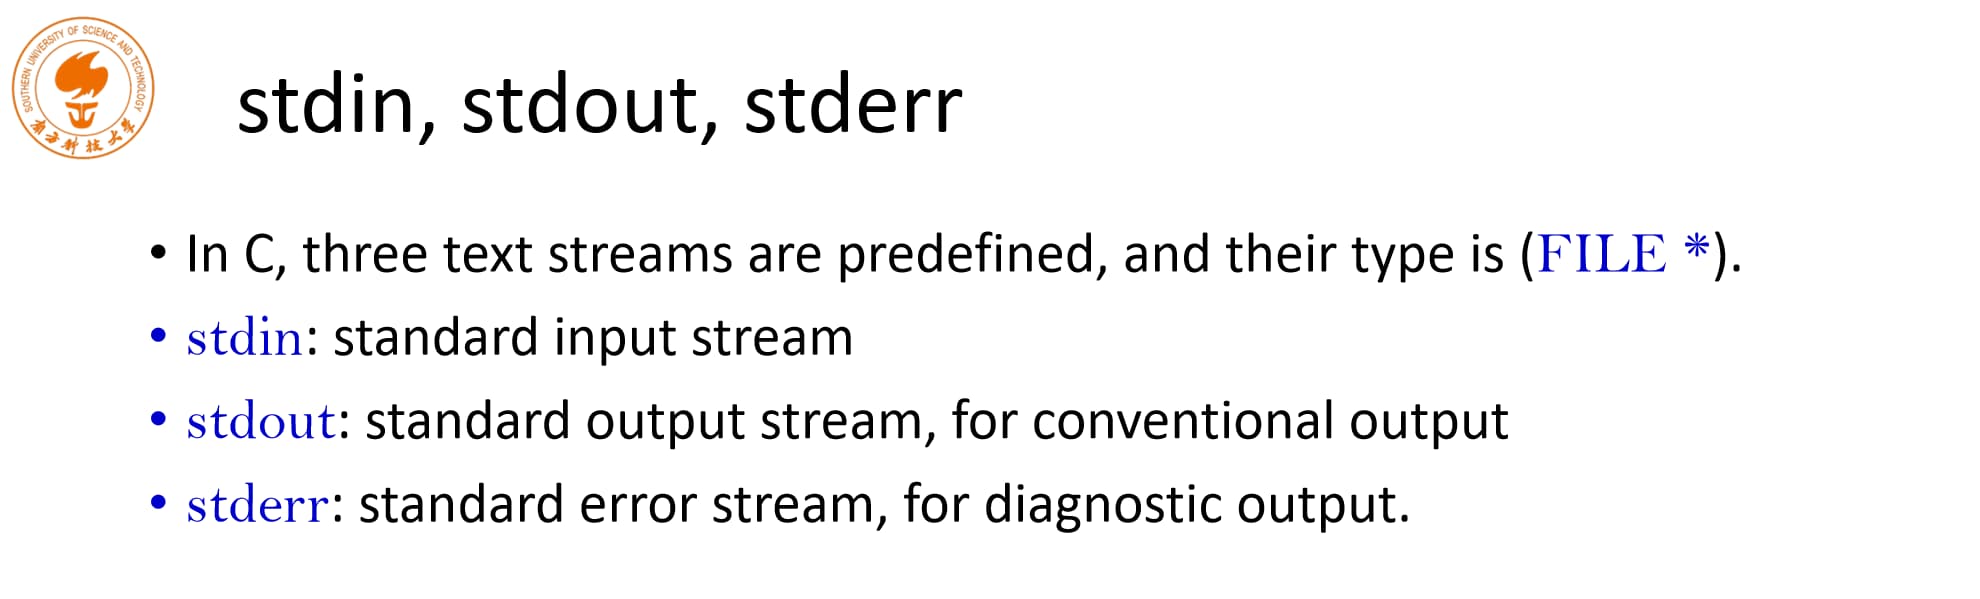 SOUTHERN UNIVERSITY OF SCIENCE AND TECHNOLOGY
南方科技大学
stdin, stdout, stderr
• In C, three text streams are predefined, and their type is (FILE *).
• stdin: standard input stream
• stdout: standard output stream, for conventional output
• stderr: standard error stream, for diagnostic output.